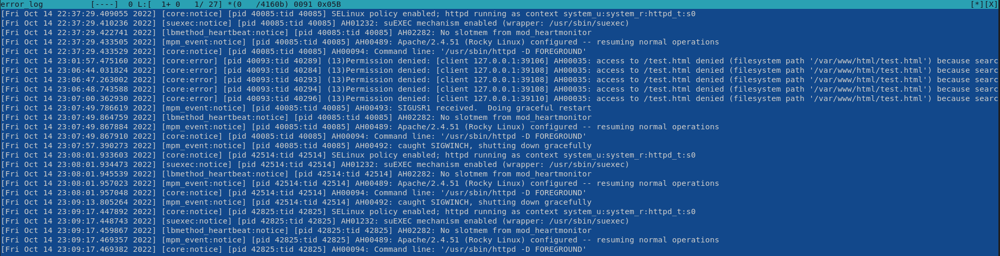 error_log          [----]  0 L:[  1+ 0   1/ 27] *(0   /4160b) 0091 0x05B                                     [*][X]
[Fri Oct 14 22:37:29.409055 2022] [core:notice] [pid 40085:tid 40085] SELinux policy enabled; httpd running as context system_u:system_r:httpd_t:s0
[Fri Oct 14 22:37:29.410236 2022] [suexec:notice] [pid 40085:tid 40085] AH01232: suEXEC mechanism enabled (wrapper: /usr/sbin/suexec)
[Fri Oct 14 22:37:29.422741 2022] [lbmethod_heartbeat:notice] [pid 40085:tid 40085] AH02282: No slotmem from mod_heartmonitor
[Fri Oct 14 22:37:29.433505 2022] [mpm_event:notice] [pid 40085:tid 40085] AH00489: Apache/2.4.51 (Rocky Linux) configured -- resuming normal operations
[Fri Oct 14 22:37:29.433529 2022] [core:notice] [pid 40085:tid 40085] AH00094: Command line: '/usr/sbin/httpd -D FOREGROUND'
[Fri Oct 14 23:01:57.475160 2022] [core:error] [pid 40093:tid 40289] (13)Permission denied: [client 127.0.0.1:39106] AH00035: access to /test.html denied (filesystem path '/var/www/html/test.html') because searc
[Fri Oct 14 23:06:44.031824 2022] [core:error] [pid 40093:tid 40284] (13)Permission denied: [client 127.0.0.1:39108] AH00035: access to /test.html denied (filesystem path '/var/www/html/test.html') because searc
[Fri Oct 14 23:06:47.263002 2022] [core:error] [pid 40093:tid 40293] (13)Permission denied: [client 127.0.0.1:39108] AH00035: access to /test.html denied (filesystem path '/var/www/html/test.html') because searc
[Fri Oct 14 23:06:48.743588 2022] [core:error] [pid 40093:tid 40294] (13)Permission denied: [client 127.0.0.1:39108] AH00035: access to /test.html denied (filesystem path '/var/www/html/test.html') because searc
[Fri Oct 14 23:07:00.362930 2022] [core:error] [pid 40093:tid 40296] (13)Permission denied: [client 127.0.0.1:39110] AH00035: access to /test.html denied (filesystem path '/var/www/html/test.html') because searc
[Fri Oct 14 23:07:49.786619 2022] [mpm_event:notice] [pid 40085:tid 40085] AH00493: SIGUSR1 received.  Doing graceful restart
[Fri Oct 14 23:07:49.864759 2022] [lbmethod_heartbeat:notice] [pid 40085:tid 40085] AH02282: No slotmem from mod_heartmonitor
[Fri Oct 14 23:07:49.867884 2022] [mpm_event:notice] [pid 40085:tid 40085] AH00489: Apache/2.4.51 (Rocky Linux) configured -- resuming normal operations
[Fri Oct 14 23:07:49.867910 2022] [core:notice] [pid 40085:tid 40085] AH00094: Command line: '/usr/sbin/httpd -D FOREGROUND'
[Fri Oct 14 23:07:57.390273 2022] [mpm_event:notice] [pid 40085:tid 40085] AH00492: caught SIGWINCH, shutting down gracefully
[Fri Oct 14 23:08:01.933603 2022] [core:notice] [pid 42514:tid 42514] SELinux policy enabled; httpd running as context system_u:system_r:httpd_t:s0
[Fri Oct 14 23:08:01.934473 2022] [suexec:notice] [pid 42514:tid 42514] AH01232: suEXEC mechanism enabled (wrapper: /usr/sbin/suexec)
[Fri Oct 14 23:08:01.945539 2022] [lbmethod_heartbeat:notice] [pid 42514:tid 42514] AH02282: No slotmem from mod_heartmonitor
[Fri Oct 14 23:08:01.957023 2022] [mpm_event:notice] [pid 42514:tid 42514] AH00489: Apache/2.4.51 (Rocky Linux) configured -- resuming normal operations
[Fri Oct 14 23:08:01.957048 2022] [core:notice] [pid 42514:tid 42514] AH00094: Command line: '/usr/sbin/httpd -D FOREGROUND'
[Fri Oct 14 23:09:13.805264 2022] [mpm_event:notice] [pid 42514:tid 42514] AH00492: caught SIGWINCH, shutting down gracefully
[Fri Oct 14 23:09:17.447892 2022] [core:notice] [pid 42825:tid 42825] SELinux policy enabled; httpd running as context system_u:system_r:httpd_t:s0
[Fri Oct 14 23:09:17.448743 2022] [suexec:notice] [pid 42825:tid 42825] AH01232: suEXEC mechanism enabled (wrapper: /usr/sbin/suexec)
[Fri Oct 14 23:09:17.459867 2022] [lbmethod_heartbeat:notice] [pid 42825:tid 42825] AH02282: No slotmem from mod_heartmonitor
[Fri Oct 14 23:09:17.469357 2022] [mpm_event:notice] [pid 42825:tid 42825] AH00489: Apache/2.4.51 (Rocky Linux) configured -- resuming normal operations
[Fri Oct 14 23:09:17.469382 2022] [core:notice] [pid 42825:tid 42825] AH00094: Command line: '/usr/sbin/httpd -D FOREGROUND'